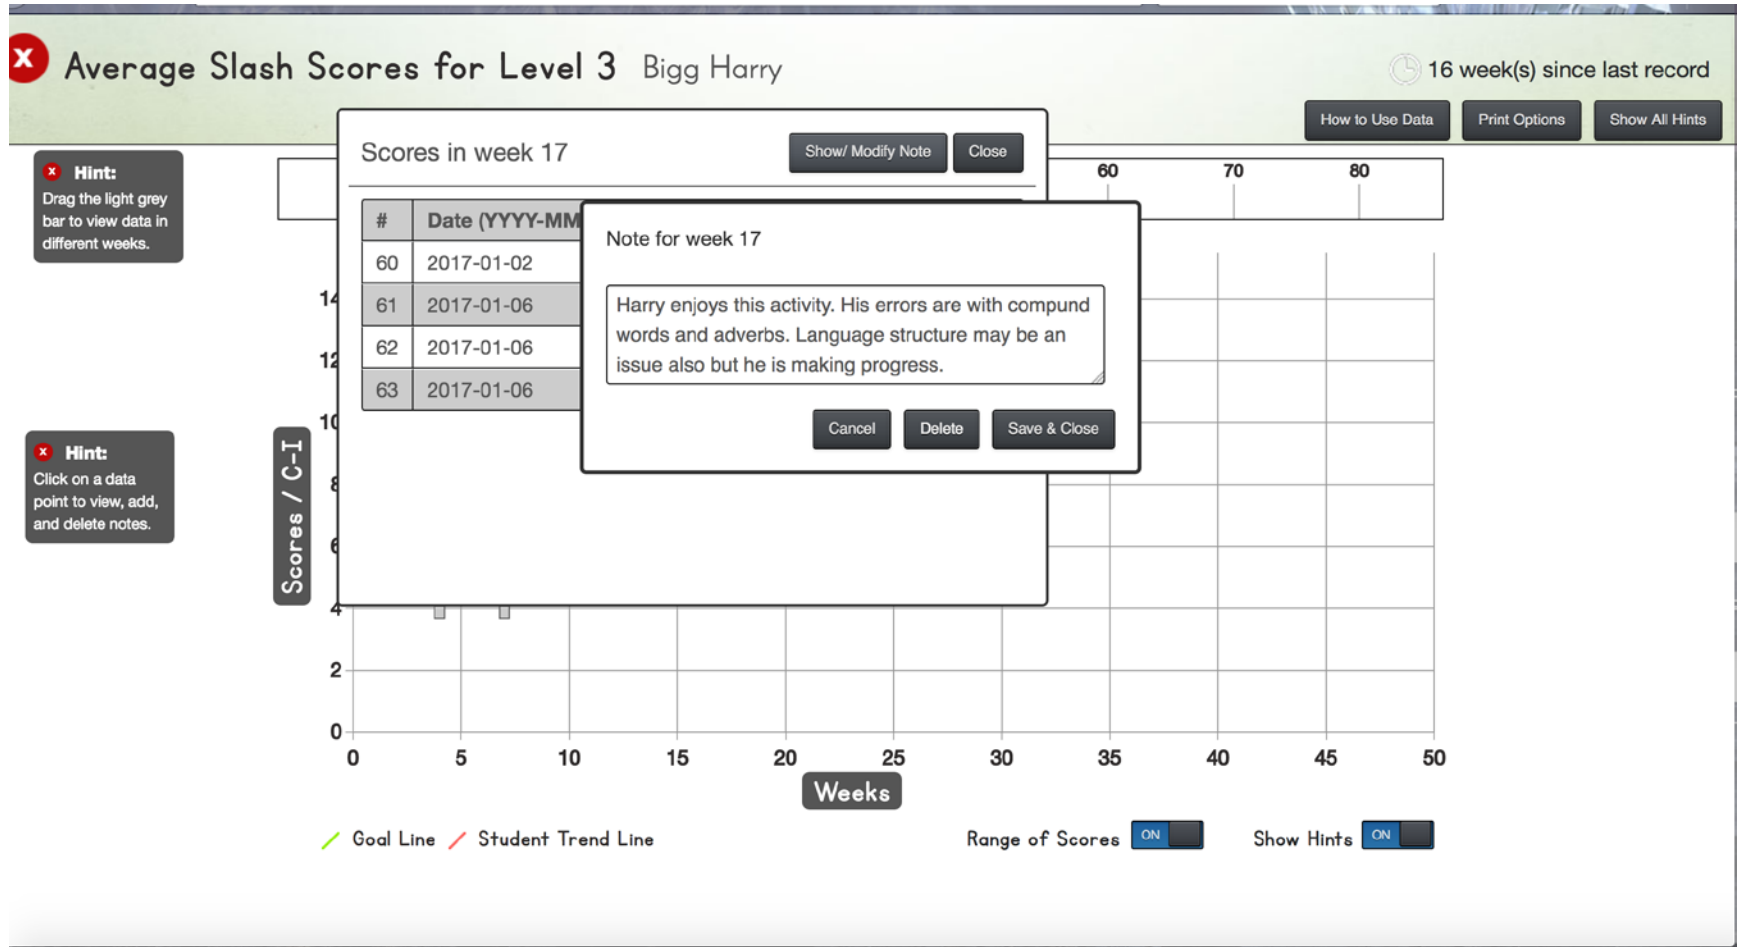 x Average Slash Scores for Level 3 Bigg Harry
16 week(s) since last record
How to Use Data Print Options Show All Hints
x Hint:
Drag the light grey
bar to view data in
different weeks.
Scores in week 17
Show/ Modify Note Close
# Date (YYYY-MM
60 2017-01-02
61 2017-01-06
62 2017-01-06
63 2017-01-06
Note for week 17
Harry enjoys this activity. His errors are with compund
words and adverbs. Language structure may be an
issue also but he is making progress.
Cancel Delete Save & Close
60 70 80
x Hint:
Click on a data
point to view, add,
and delete notes.
Scores / C-I
14
12
10
8
6
4
2
0
0 5 10 15 20 25 30 35 40 45 50
Weeks
Goal Line Student Trend Line
Range of Scores ON Show Hints ON